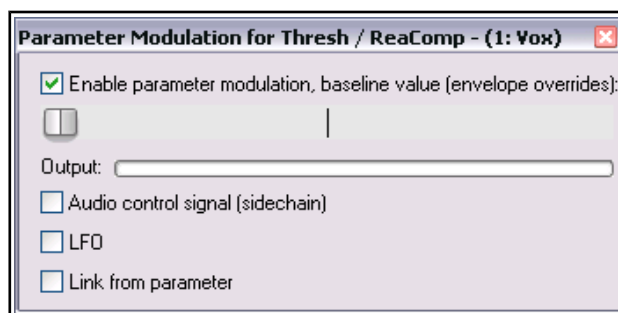 Parameter Modulation for Thresh / ReaComp - (1: Vox)
Enable parameter modulation, baseline value (envelope overrides):
Output:
Audio control signal (sidechain)
LFO
Link from parameter